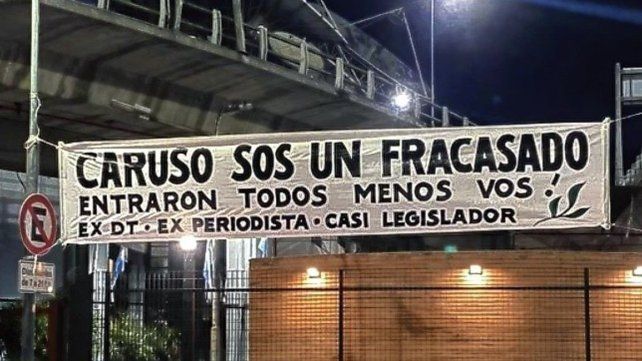 CARUSO SOS UN FRACASADO
ENTRARON TODOS MENOS VOS!
EX DT · EX PERIODISTA · CASI LEGISLADOR
E